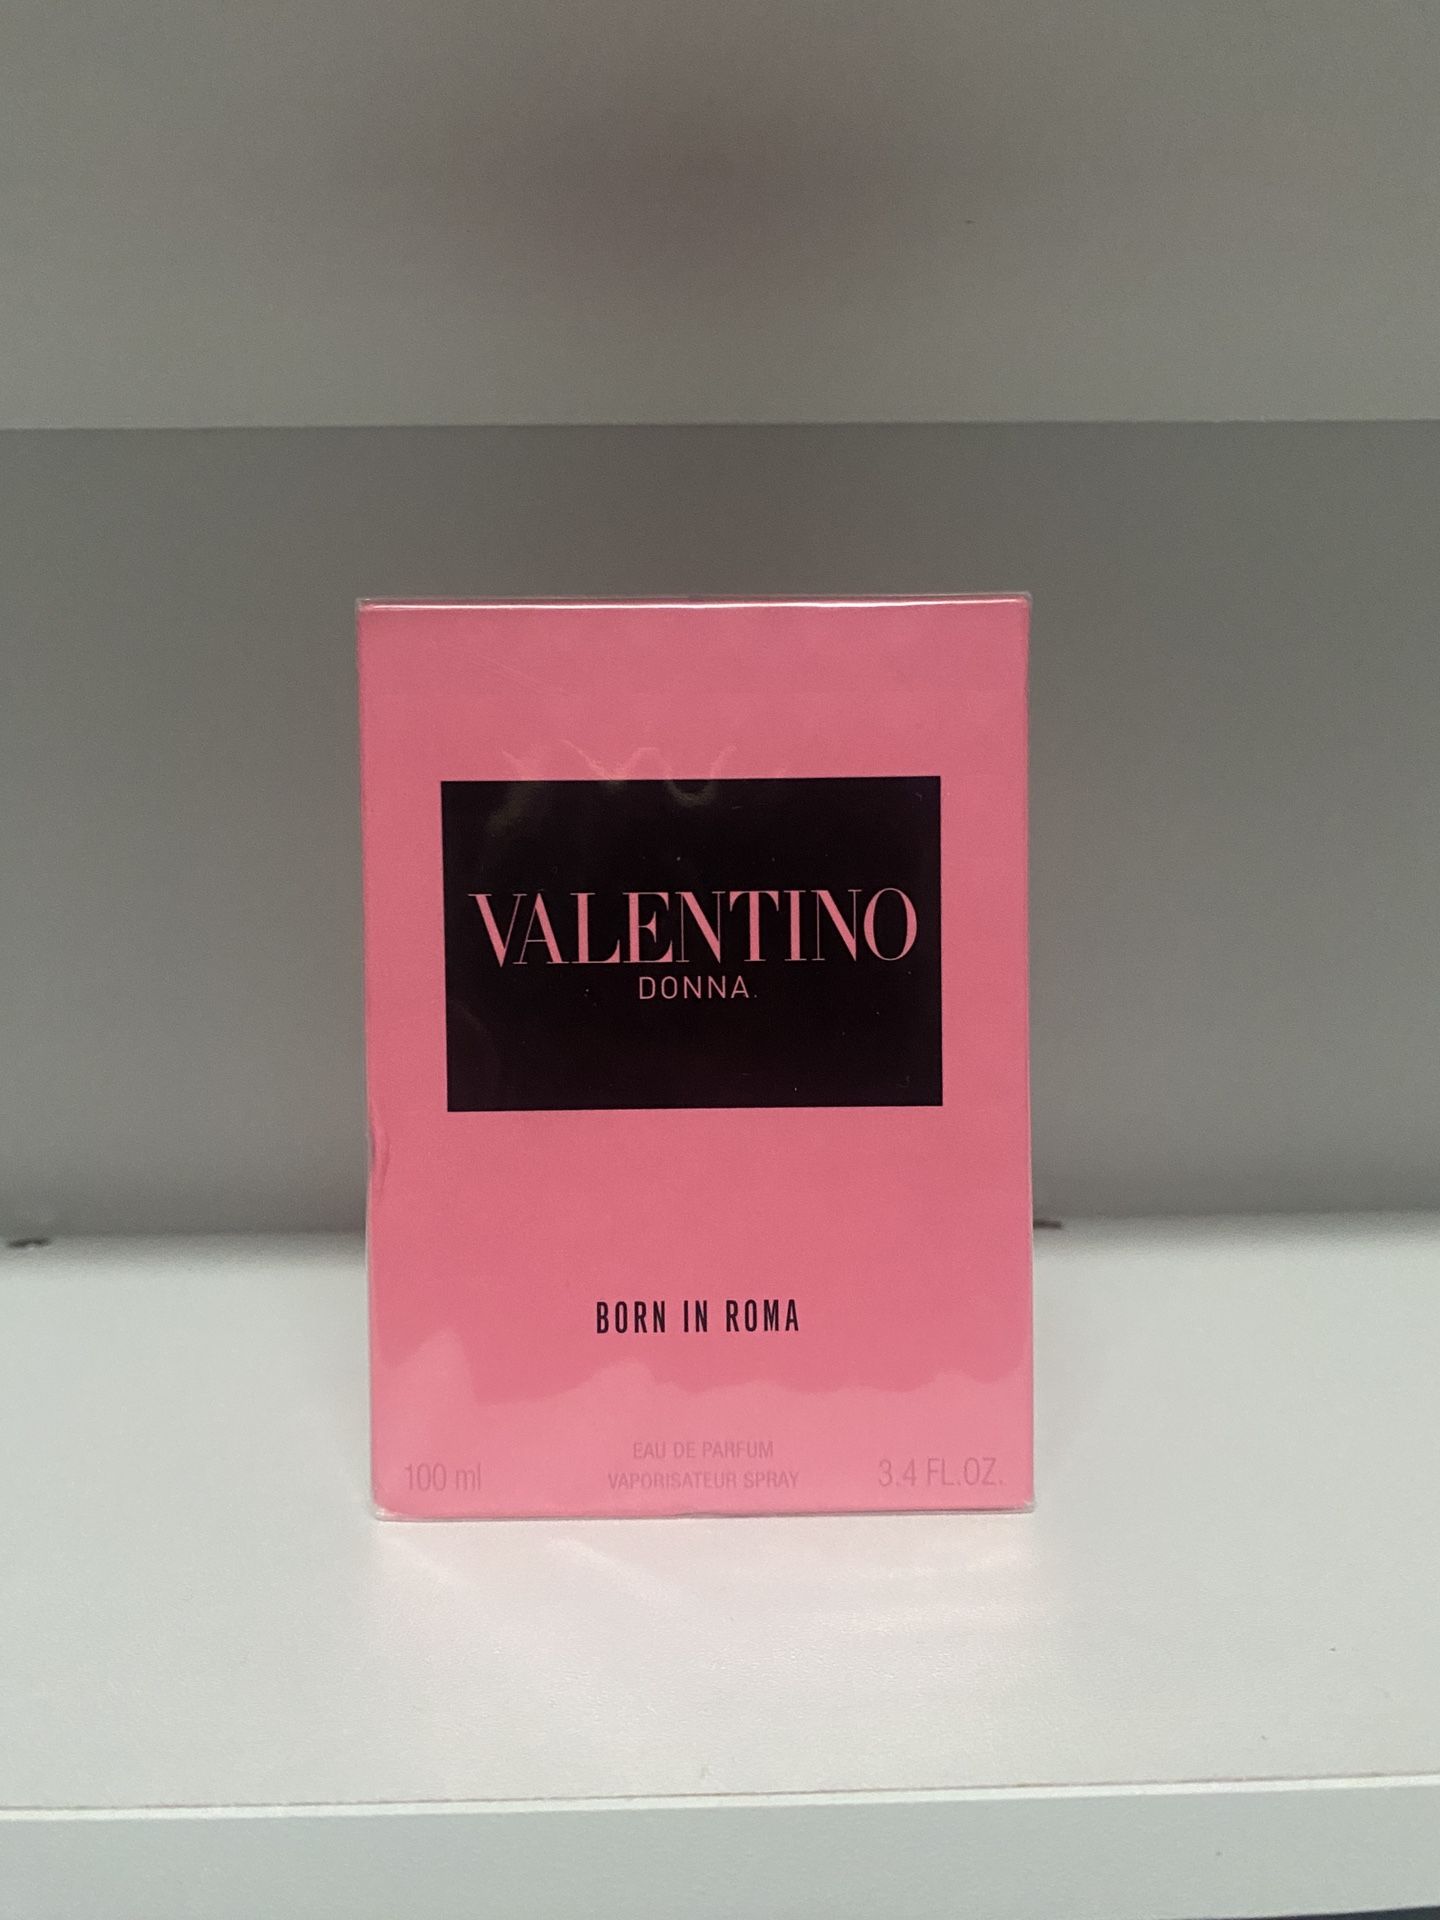 VALENTINO
DONNA
BORN IN ROMA
EAU DE PARFUM
100 ml VAPORISATEUR SPRAY 3.4 FL.OZ.